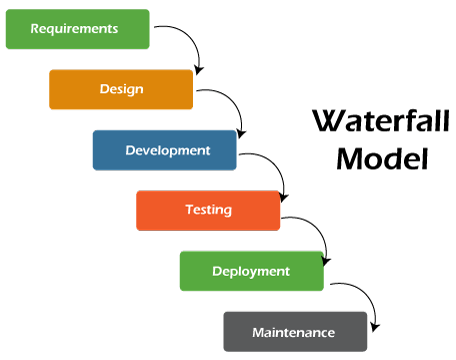 Requirements
Design
Waterfall
Model
Development
Testing
Deployment
Maintenance